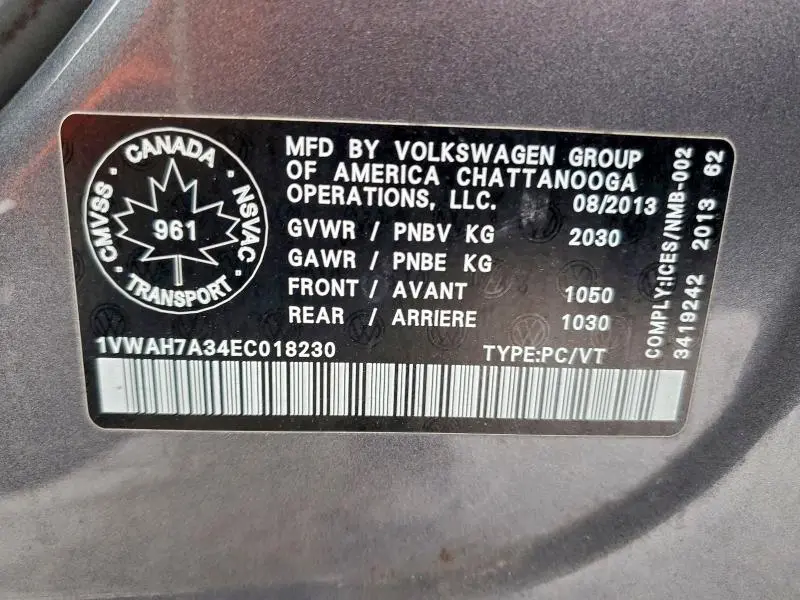 CANADA
CMVSS
NSVAC
961
TRANSPORT
MFD BY VOLKSWAGEN GROUP
OF AMERICA CHATTANOOGA
OPERATIONS, LLC. 08/2013
GVWR / PNBV KG 2030
GAWR / PNBE KG
FRONT / AVANT 1050
REAR / ARRIERE 1030
1VWAH7A34EC018230 TYPE:PC/VT
COMPLY:ICES/NMB-002
3419242 2013 62